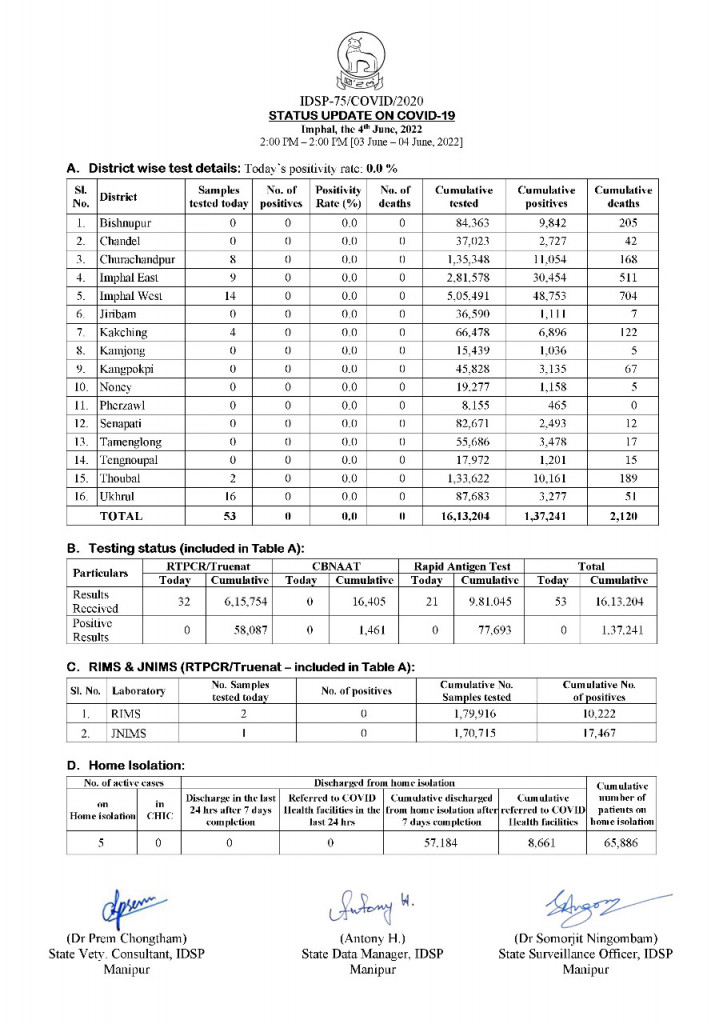 IDSP-75/COVID/2020
STATUS UPDATE ON COVID-19
Imphal, the 4th June, 2022
2:00 PM – 2:00 PM [03 June – 04 June, 2022]
A. District wise test details: Today's positivity rate: 0.0 %
Sl. No. District Samples tested today No. of positives Positivity Rate (%) No. of deaths Cumulative tested Cumulative positives Cumulative deaths
1. Bishnupur 0 0 0.0 0 84,363 9,842 205
2. Chandel 0 0 0.0 0 37,023 2,727 42
3. Churachandpur 8 0 0.0 0 1,35,348 11,054 168
4. Imphal East 9 0 0.0 0 2,81,578 30,454 511
5. Imphal West 14 0 0.0 0 5,05,491 48,753 704
6. Jiribam 0 0 0.0 0 36,590 1,111 7
7. Kakching 4 0 0.0 0 66,478 6,896 122
8. Kamjong 0 0 0.0 0 15,439 1,036 5
9. Kangpokpi 0 0 0.0 0 45,828 3,135 67
10. Noney 0 0 0.0 0 19,277 1,158 5
11. Pherzawl 0 0 0.0 0 8,155 465 0
12. Senapati 0 0 0.0 0 82,671 2,493 12
13. Tamenglong 0 0 0.0 0 55,686 3,478 17
14. Tengnoupal 0 0 0.0 0 17,972 1,201 15
15. Thoubal 2 0 0.0 0 1,33,622 10,161 189
16. Ukhrul 16 0 0.0 0 87,683 3,277 51
TOTAL 53 0 0.0 0 16,13,204 1,37,241 2,120
B. Testing status (included in Table A):
Particulars RTPCR/Truenat CBNAAT Rapid Antigen Test Total
Today Cumulative Today Cumulative Today Cumulative Today Cumulative
Results Received 32 6,15,754 0 16,405 21 9,81,045 53 16,13,204
Positive Results 0 58,087 0 1,461 0 77,693 0 1,37,241
C. RIMS & JNIMS (RTPCR/Truenat – included in Table A):
Sl. No. Laboratory No. Samples tested today No. of positives Cumulative No. Samples tested Cumulative No. of positives
1. RIMS 2 0 1,79,916 10,222
2. JNIMS 1 0 1,70,715 17,467
D. Home Isolation:
No. of active cases Discharged from home isolation Cumulative number of patients on home isolation
on Home isolation in CHIC Discharge in the last 24 hrs after 7 days completion Referred to COVID Health facilities in the last 24 hrs Cumulative discharged from home isolation after 7 days completion Cumulative referred to COVID Health facilities
5 0 0 0 57,184 8,661 65,886
Antony H.
(Dr Prem Chongtham) (Antony H.) (Dr Somorjit Ningombam)
State Vety. Consultant, IDSP State Data Manager, IDSP State Surveillance Officer, IDSP
Manipur Manipur Manipur